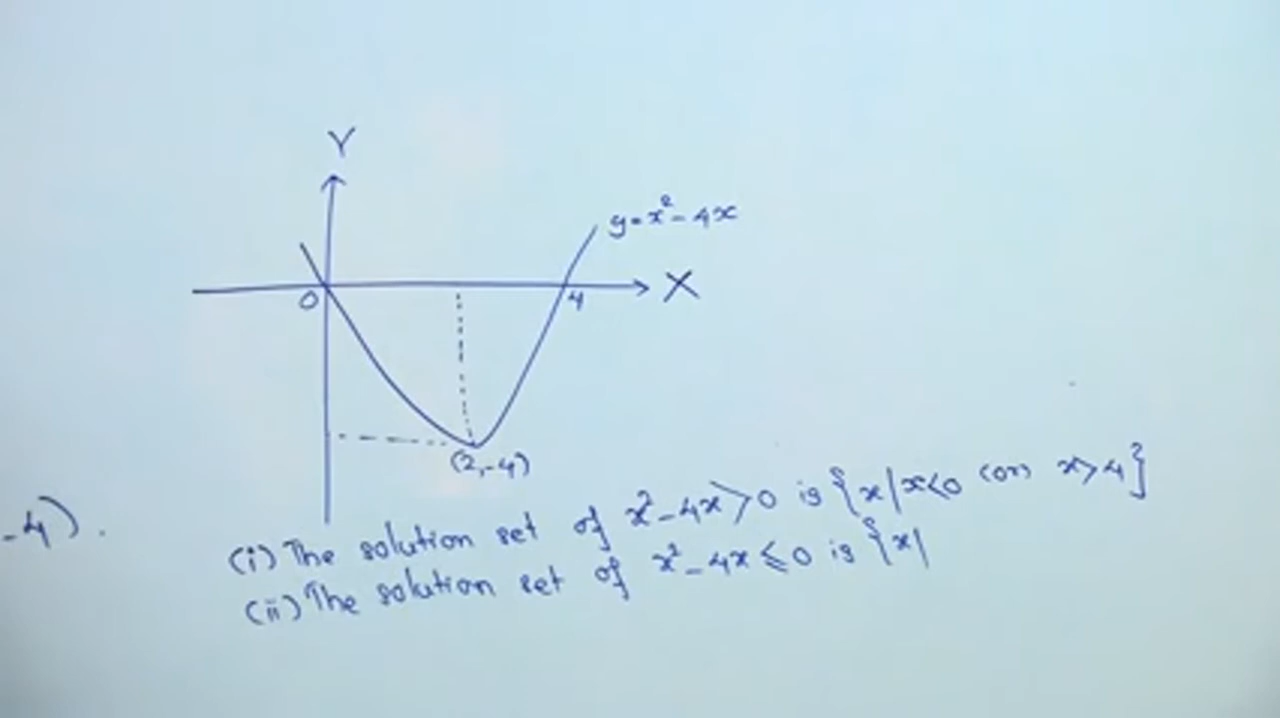 Y
y=x²-4x
X
0
4
(2,-4)
-4).
(i) The solution set of x²-4x>0 is {x|x<0 (or) x>4}
(ii) The solution set of x²-4x≤0 is {x|